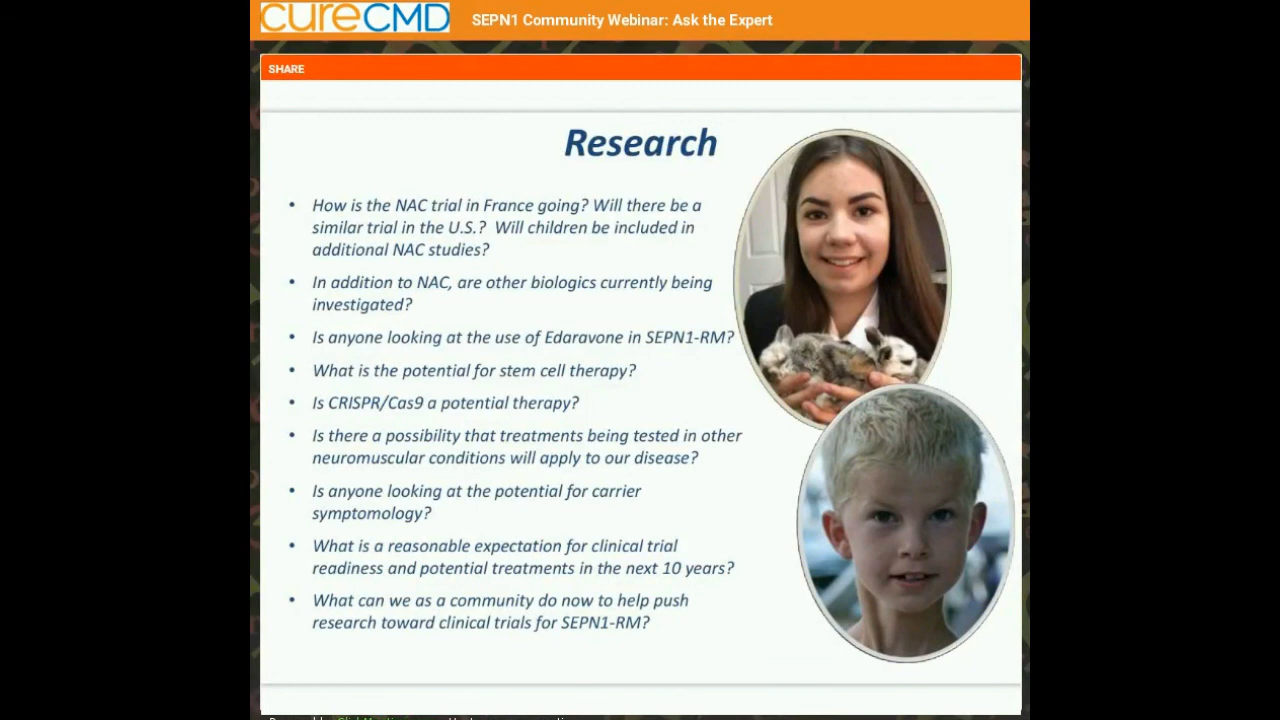 cureCMD SEPN1 Community Webinar: Ask the Expert
SHARE
Research
• How is the NAC trial in France going? Will there be a
similar trial in the U.S.? Will children be included in
additional NAC studies?
• In addition to NAC, are other biologics currently being
investigated?
• Is anyone looking at the use of Edaravone in SEPN1-RM?
• What is the potential for stem cell therapy?
• Is CRISPR/Cas9 a potential therapy?
• Is there a possibility that treatments being tested in other
neuromuscular conditions will apply to our disease?
• Is anyone looking at the potential for carrier
symptomology?
• What is a reasonable expectation for clinical trial
readiness and potential treatments in the next 10 years?
• What can we as a community do now to help push
research toward clinical trials for SEPN1-RM?